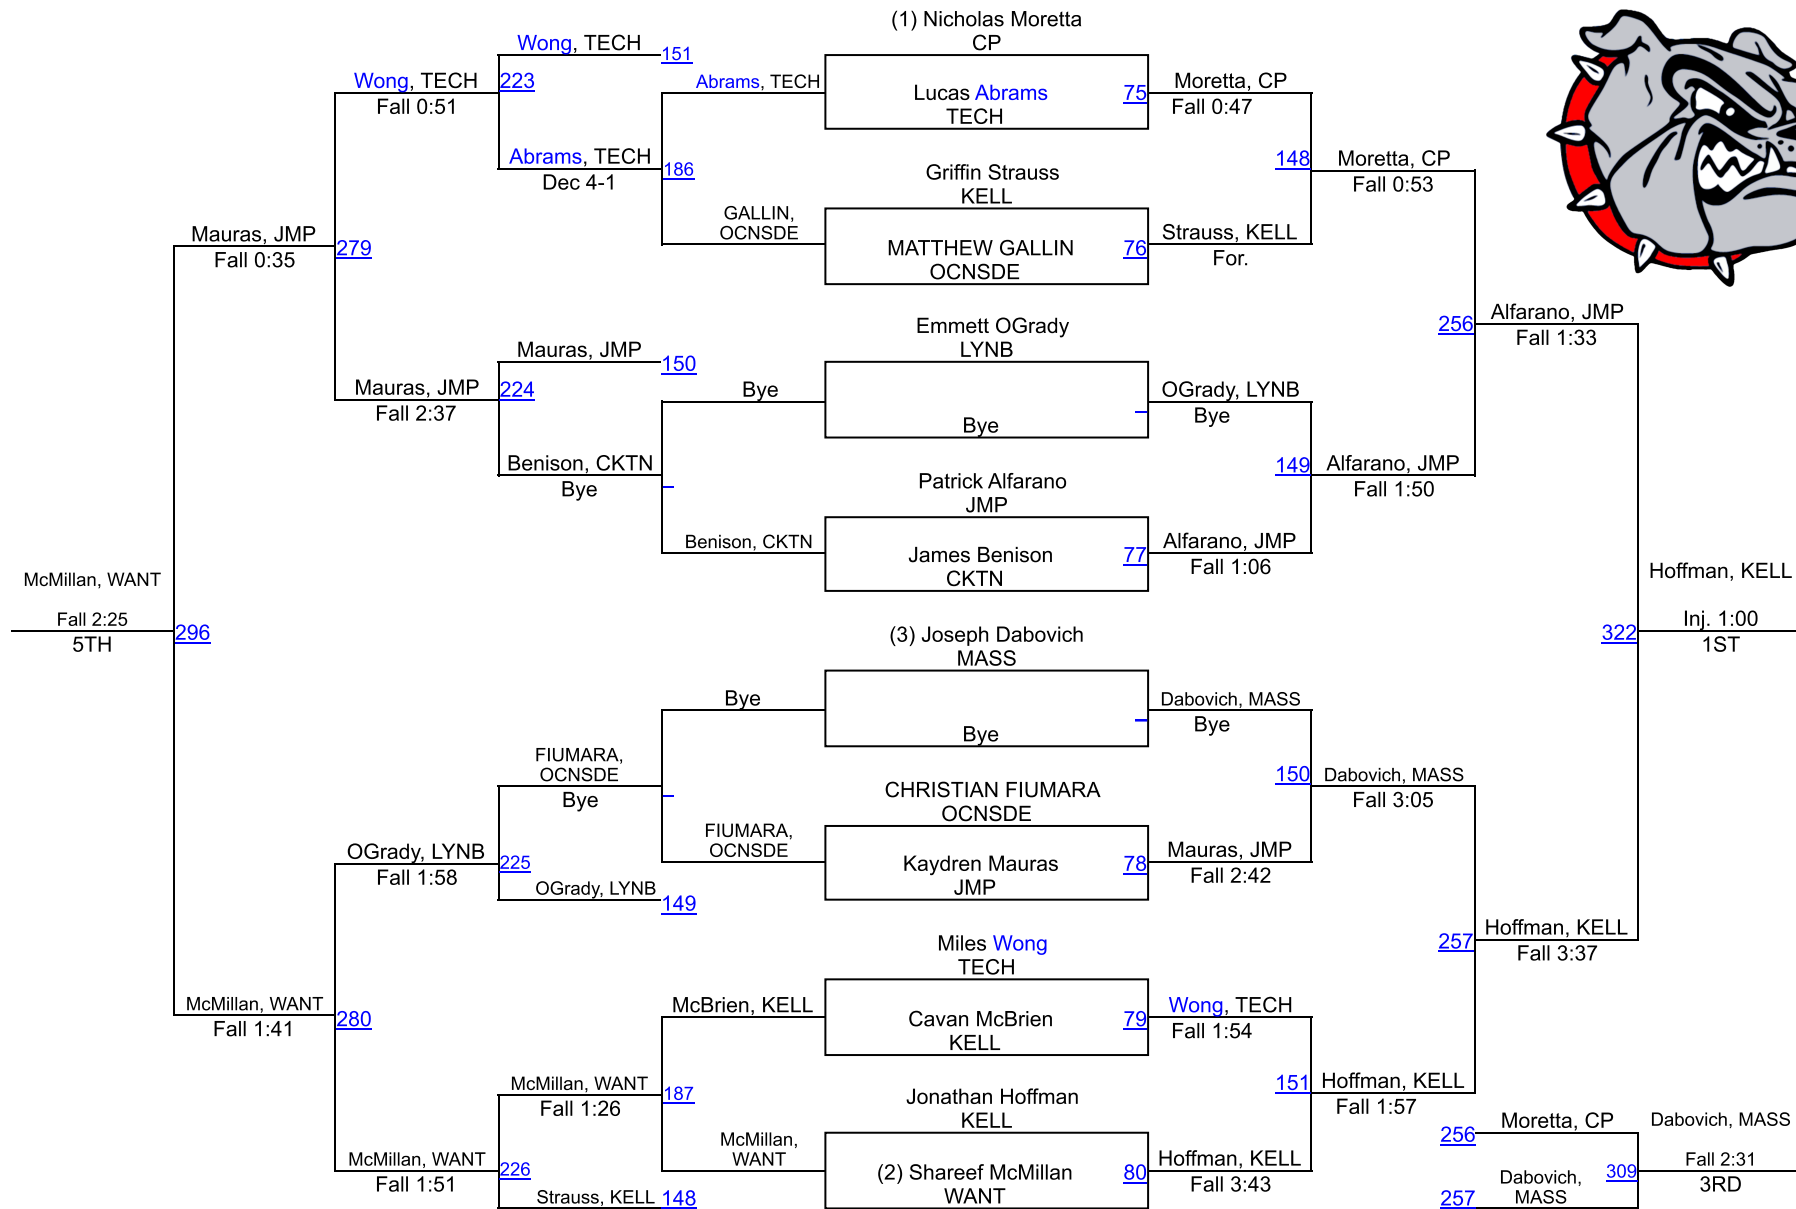 (1) Nicholas Moretta
CP
Wong, TECH
151
Wong, TECH
223
Abrams, TECH
Lucas Abrams
75
Moretta, CP
Fall 0:51
TECH
Fall 0:47
Abrams, TECH
186
Griffin Strauss
148
Moretta, CP
Dec 4-1
KELL
Fall 0:53
GALLIN,
OCNSDE
Mauras, JMP
279
MATTHEW GALLIN
76
Strauss, KELL
Fall 0:35
OCNSDE
For.
Emmett OGrady
LYNB
256
Alfarano, JMP
Fall 1:33
Mauras, JMP
150
Mauras, JMP
224
Bye
OGrady, LYNB
Fall 2:37
Bye
Bye
Benison, CKTN
149
Alfarano, JMP
Bye
Patrick Alfarano
JMP
Fall 1:50
Benison, CKTN
James Benison
77
Alfarano, JMP
CKTN
Fall 1:06
McMillan, WANT
Hoffman, KELL
Fall 2:25
296
5TH
(3) Joseph Dabovich
MASS
322
Inj. 1:00
1ST
Bye
Dabovich, MASS
Bye
Bye
FIUMARA,
OCNSDE
Bye
CHRISTIAN FIUMARA
OCNSDE
150
Dabovich, MASS
Fall 3:05
FIUMARA,
OCNSDE
OGrady, LYNB
225
Kaydren Mauras
78
Mauras, JMP
Fall 1:58
JMP
Fall 2:42
OGrady, LYNB
149
Miles Wong
TECH
257
Hoffman, KELL
Fall 3:37
McMillan, WANT
280
McBrien, KELL
Cavan McBrien
79
Wong, TECH
Fall 1:41
KELL
Fall 1:54
McMillan, WANT
187
Jonathan Hoffman
151
Hoffman, KELL
Fall 1:26
KELL
Fall 1:57
McMillan,
WANT
256
Moretta, CP
Dabovich, MASS
McMillan, WANT
226
(2) Shareef McMillan
80
Hoffman, KELL
309
Fall 2:31
Fall 1:51
WANT
Fall 3:43
3RD
Strauss, KELL
148
257
Dabovich,
MASS